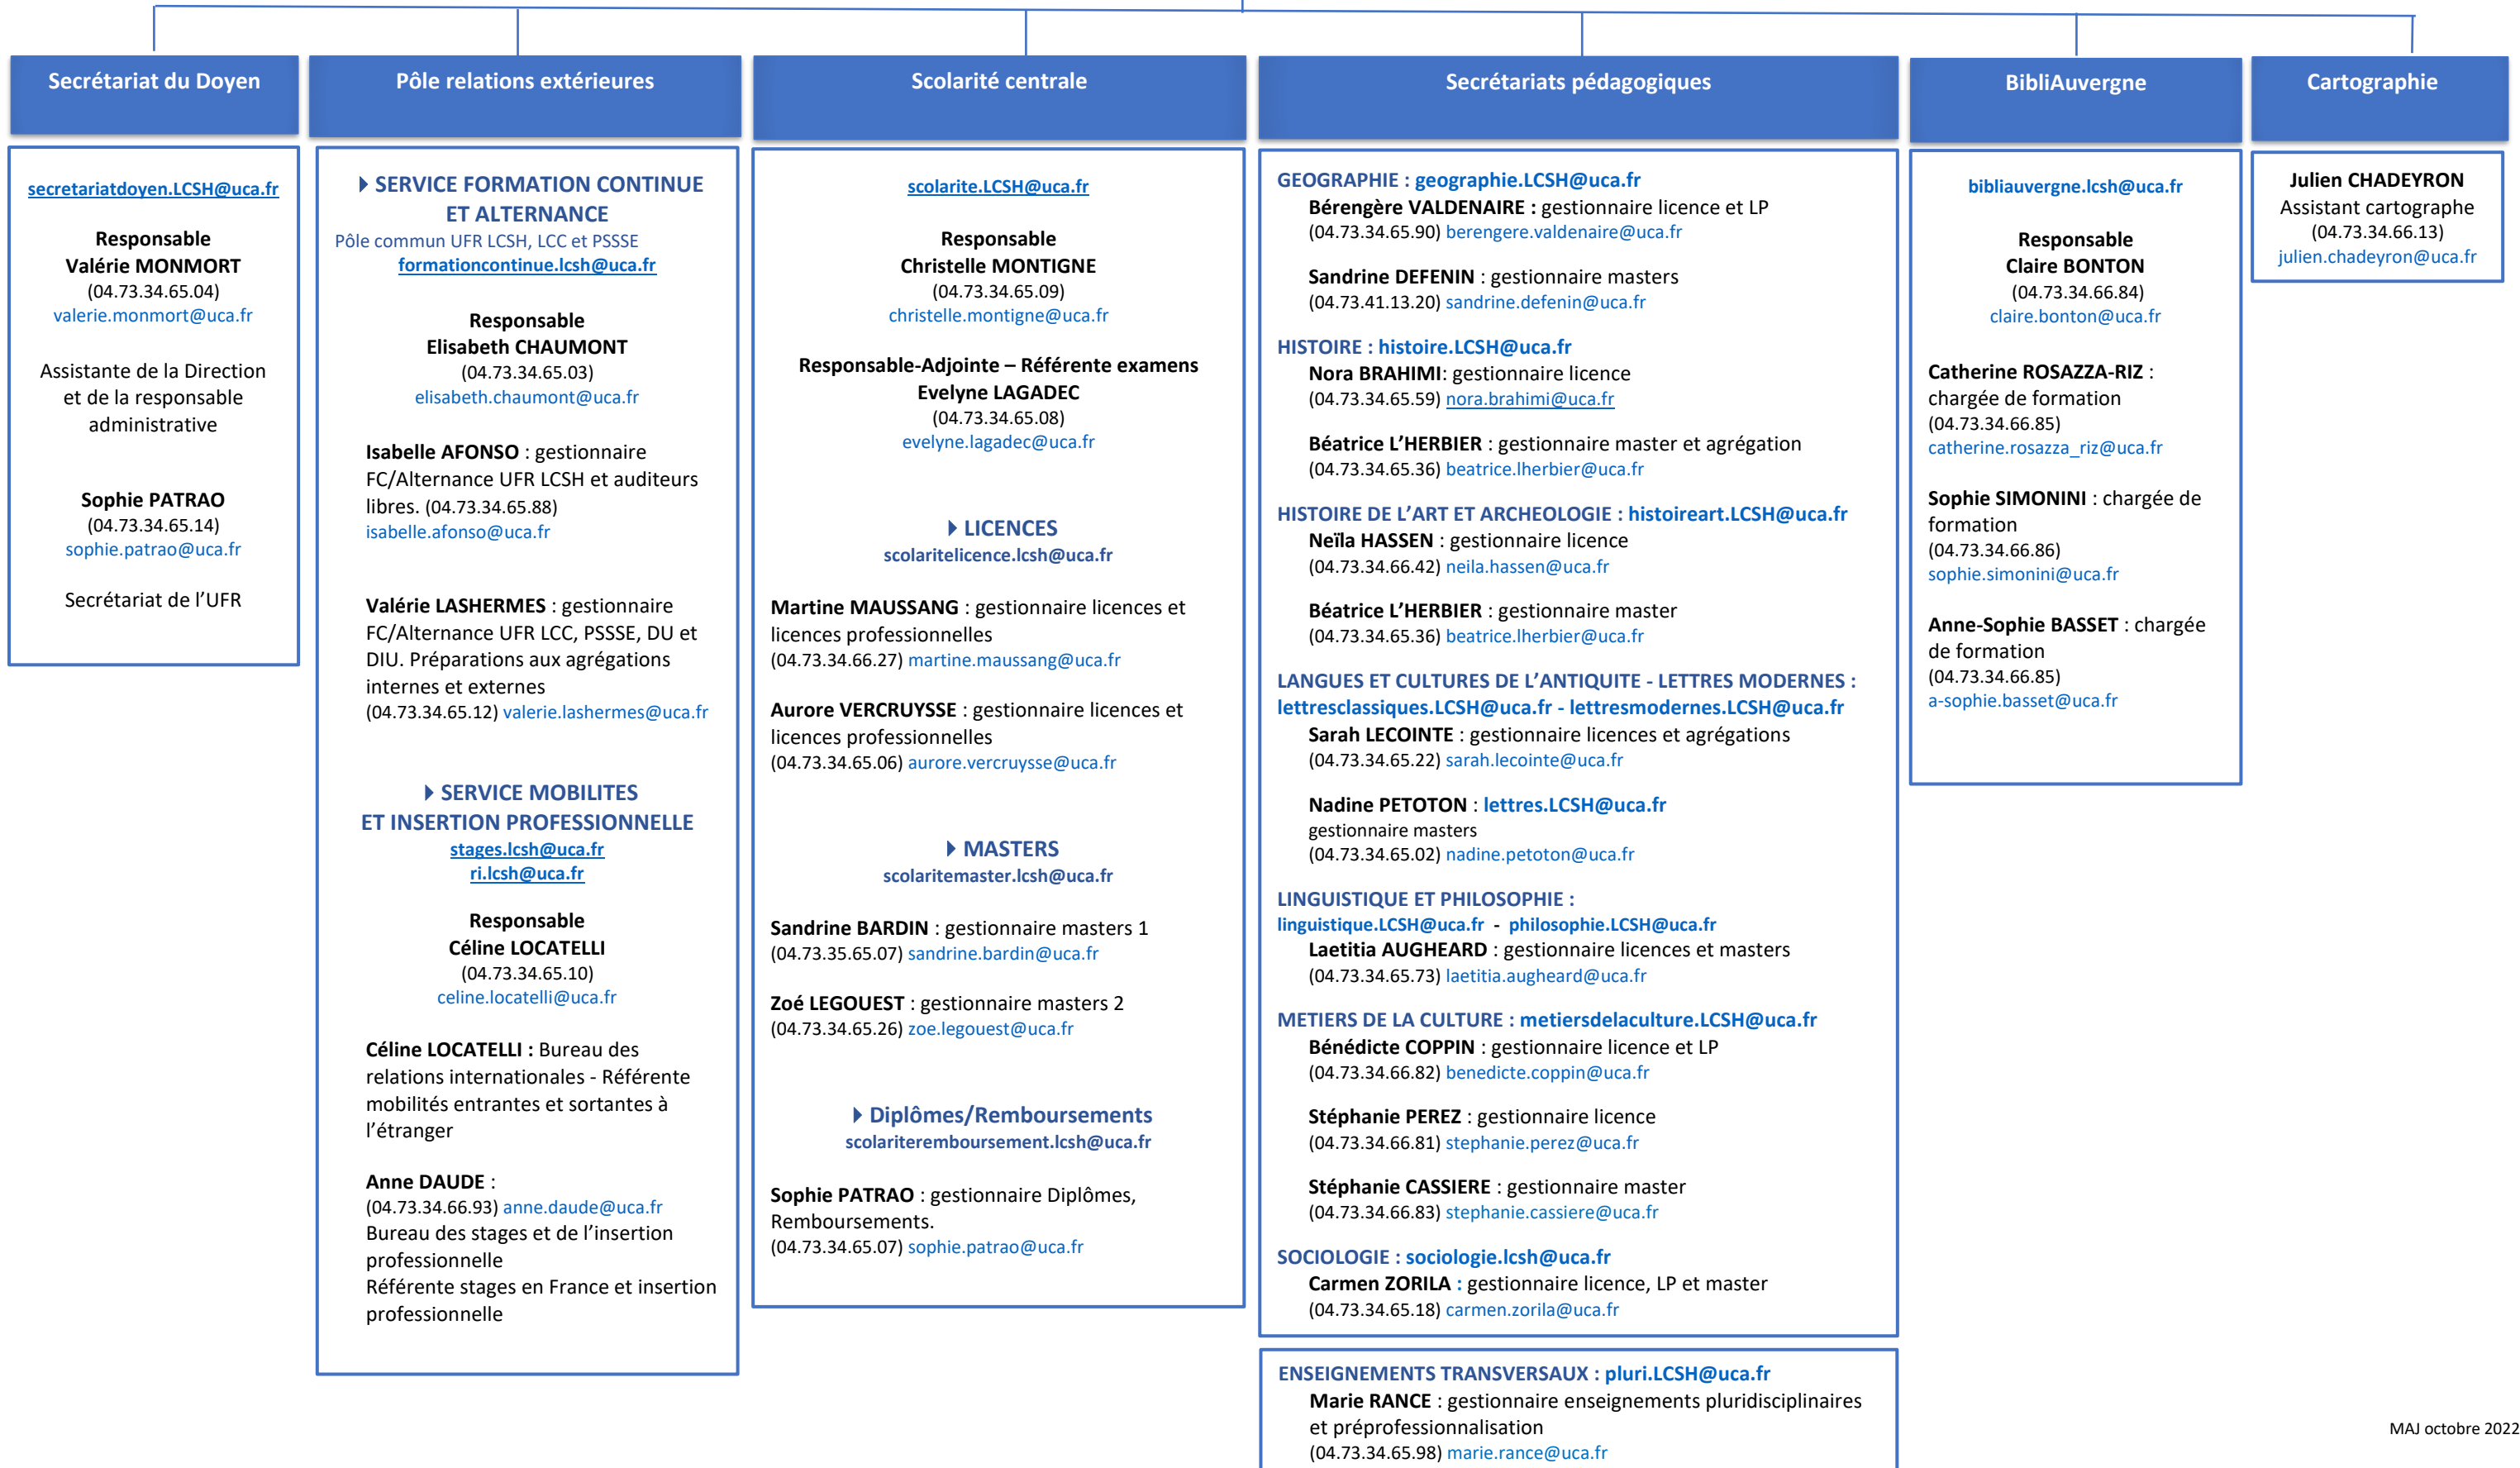 Secrétariat du Doyen
secretariatdoyen.LCSH@uca.fr
Responsable
Valérie MONMORT
(04.73.34.65.04)
valerie.monmort@uca.fr
Assistante de la Direction
et de la responsable
administrative
Sophie PATRAO
(04.73.34.65.14)
sophie.patrao@uca.fr
Secrétariat de l’UFR
Pôle relations extérieures
SERVICE FORMATION CONTINUE
ET ALTERNANCE
Pôle commun UFR LCSH, LCC et PSSSE
formationcontinue.lcsh@uca.fr
Responsable
Elisabeth CHAUMONT
(04.73.34.65.03)
elisabeth.chaumont@uca.fr
Isabelle AFONSO : gestionnaire
FC/Alternance UFR LCSH et auditeurs
libres. (04.73.34.65.88)
isabelle.afonso@uca.fr
Valérie LASHERMES : gestionnaire
FC/Alternance UFR LCC, PSSSE, DU et
DIU. Préparations aux agrégations
internes et externes
(04.73.34.65.12) valerie.lashermes@uca.fr
SERVICE MOBILITES
ET INSERTION PROFESSIONNELLE
stages.lcsh@uca.fr
ri.lcsh@uca.fr
Responsable
Céline LOCATELLI
(04.73.34.65.10)
celine.locatelli@uca.fr
Céline LOCATELLI : Bureau des
relations internationales - Référente
mobilités entrantes et sortantes à
l’étranger
Anne DAUDE :
(04.73.34.66.93) anne.daude@uca.fr
Bureau des stages et de l’insertion
professionnelle
Référente stages en France et insertion
professionnelle
Scolarité centrale
scolarite.LCSH@uca.fr
Responsable
Christelle MONTIGNE
(04.73.34.65.09)
christelle.montigne@uca.fr
Responsable-Adjointe – Référente examens
Evelyne LAGADEC
(04.73.34.65.08)
evelyne.lagadec@uca.fr
LICENCES
scolaritelicence.lcsh@uca.fr
Martine MAUSSANG : gestionnaire licences et
licences professionnelles
(04.73.34.66.27) martine.maussang@uca.fr
Aurore VERCRUYSSE : gestionnaire licences et
licences professionnelles
(04.73.34.65.06) aurore.vercruysse@uca.fr
MASTERS
scolaritemaster.lcsh@uca.fr
Sandrine BARDIN : gestionnaire masters 1
(04.73.35.65.07) sandrine.bardin@uca.fr
Zoé LEGOUEST : gestionnaire masters 2
(04.73.34.65.26) zoe.legouest@uca.fr
Diplômes/Remboursements
scolariteremboursement.lcsh@uca.fr
Sophie PATRAO : gestionnaire Diplômes,
Remboursements.
(04.73.34.65.07) sophie.patrao@uca.fr
Secrétariats pédagogiques
GEOGRAPHIE : geographie.LCSH@uca.fr
Bérengère VALDENAIRE : gestionnaire licence et LP
(04.73.34.65.90) berengere.valdenaire@uca.fr
Sandrine DEFENIN : gestionnaire masters
(04.73.41.13.20) sandrine.defenin@uca.fr
HISTOIRE : histoire.LCSH@uca.fr
Nora BRAHIMI: gestionnaire licence
(04.73.34.65.59) nora.brahimi@uca.fr
Béatrice L’HERBIER : gestionnaire master et agrégation
(04.73.34.65.36) beatrice.lherbier@uca.fr
HISTOIRE DE L’ART ET ARCHEOLOGIE : histoireart.LCSH@uca.fr
Neïla HASSEN : gestionnaire licence
(04.73.34.66.42) neila.hassen@uca.fr
Béatrice L’HERBIER : gestionnaire master
(04.73.34.65.36) beatrice.lherbier@uca.fr
LANGUES ET CULTURES DE L’ANTIQUITE - LETTRES MODERNES :
lettresclassiques.LCSH@uca.fr - lettresmodernes.LCSH@uca.fr
Sarah LECOINTE : gestionnaire licences et agrégations
(04.73.34.65.22) sarah.lecointe@uca.fr
Nadine PETOTON : lettres.LCSH@uca.fr
gestionnaire masters
(04.73.34.65.02) nadine.petoton@uca.fr
LINGUISTIQUE ET PHILOSOPHIE :
linguistique.LCSH@uca.fr - philosophie.LCSH@uca.fr
Laetitia AUGHEARD : gestionnaire licences et masters
(04.73.34.65.73) laetitia.augheard@uca.fr
METIERS DE LA CULTURE : metiersdelaculture.LCSH@uca.fr
Bénédicte COPPIN : gestionnaire licence et LP
(04.73.34.66.82) benedicte.coppin@uca.fr
Stéphanie PEREZ : gestionnaire licence
(04.73.34.66.81) stephanie.perez@uca.fr
Stéphanie CASSIERE : gestionnaire master
(04.73.34.66.83) stephanie.cassiere@uca.fr
SOCIOLOGIE : sociologie.lcsh@uca.fr
Carmen ZORILA : gestionnaire licence, LP et master
(04.73.34.65.18) carmen.zorila@uca.fr
ENSEIGNEMENTS TRANSVERSAUX : pluri.LCSH@uca.fr
Marie RANCE : gestionnaire enseignements pluridisciplinaires
et préprofessionnalisation
(04.73.34.65.98) marie.rance@uca.fr
BibliAuvergne
bibliauvergne.lcsh@uca.fr
Responsable
Claire BONTON
(04.73.34.66.84)
claire.bonton@uca.fr
Catherine ROSAZZA-RIZ :
chargée de formation
(04.73.34.66.85)
catherine.rosazza_riz@uca.fr
Sophie SIMONINI : chargée de
formation
(04.73.34.66.86)
sophie.simonini@uca.fr
Anne-Sophie BASSET : chargée
de formation
(04.73.34.66.85)
a-sophie.basset@uca.fr
Cartographie
Julien CHADEYRON
Assistant cartographe
(04.73.34.66.13)
julien.chadeyron@uca.fr
MAJ octobre 2022